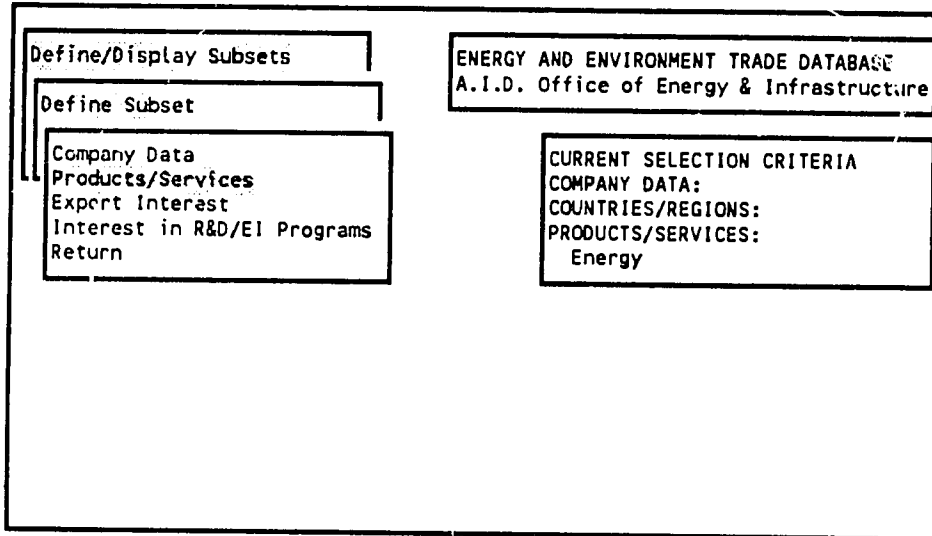 Define/Display Subsets
Define Subset
Company Data
Products/Services
Export Interest
Interest in R&D/EI Programs
Return
ENERGY AND ENVIRONMENT TRADE DATABASE
A.I.D. Office of Energy & Infrastructure
CURRENT SELECTION CRITERIA
COMPANY DATA:
COUNTRIES/REGIONS:
PRODUCTS/SERVICES:
Energy